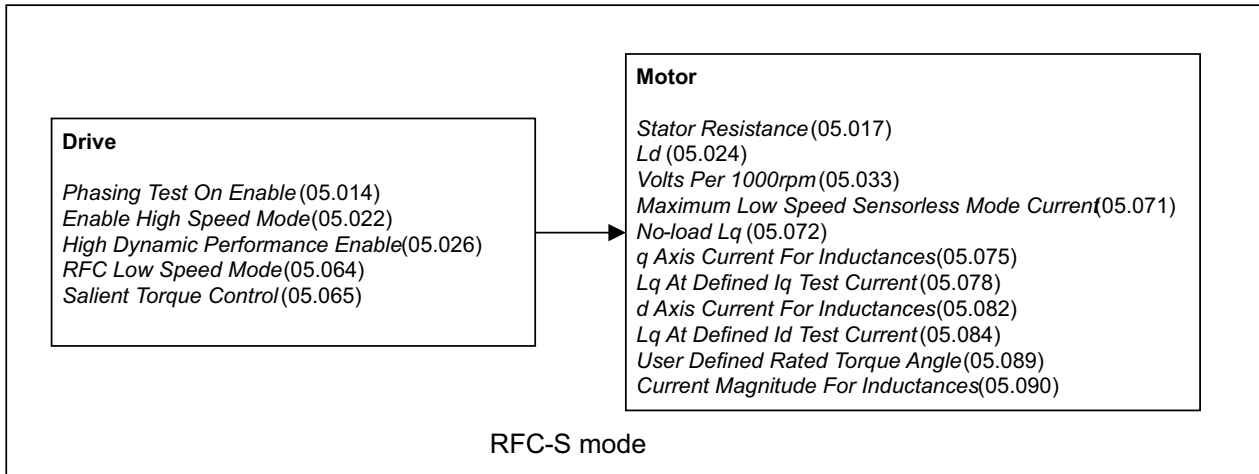 Drive
Phasing Test On Enable (05.014)
Enable High Speed Mode (05.022)
High Dynamic Performance Enable (05.026)
RFC Low Speed Mode (05.064)
Salient Torque Control (05.065)
Motor
Stator Resistance (05.017)
Ld (05.024)
Volts Per 1000rpm (05.033)
Maximum Low Speed Sensorless Mode Current (05.071)
No-load Lq (05.072)
q Axis Current For Inductances (05.075)
Lq At Defined Iq Test Current (05.078)
d Axis Current For Inductances (05.082)
Lq At Defined Id Test Current (05.084)
User Defined Rated Torque Angle (05.089)
Current Magnitude For Inductances (05.090)
RFC-S mode